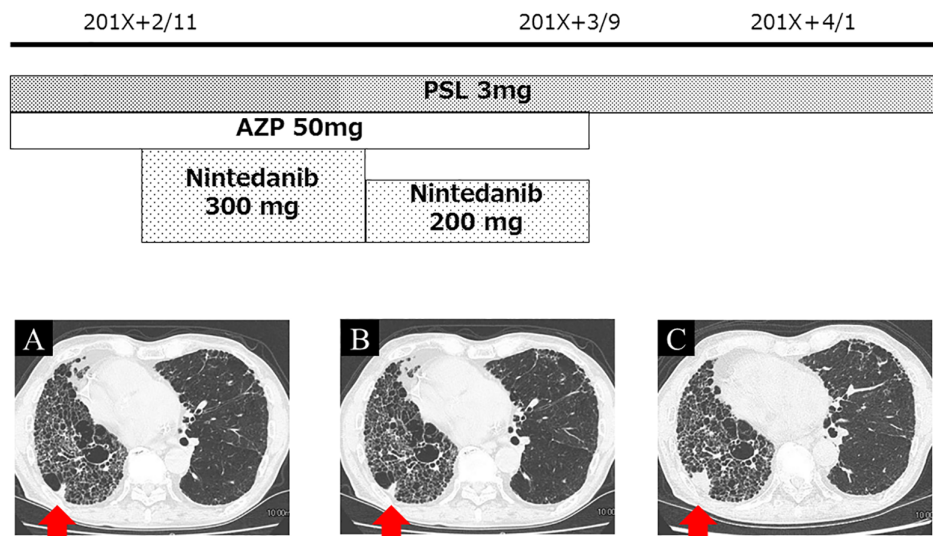 201X+2/11 201X+3/9 201X+4/1
PSL 3mg
AZP 50mg
Nintedanib
300 mg
Nintedanib
200 mg
A B C